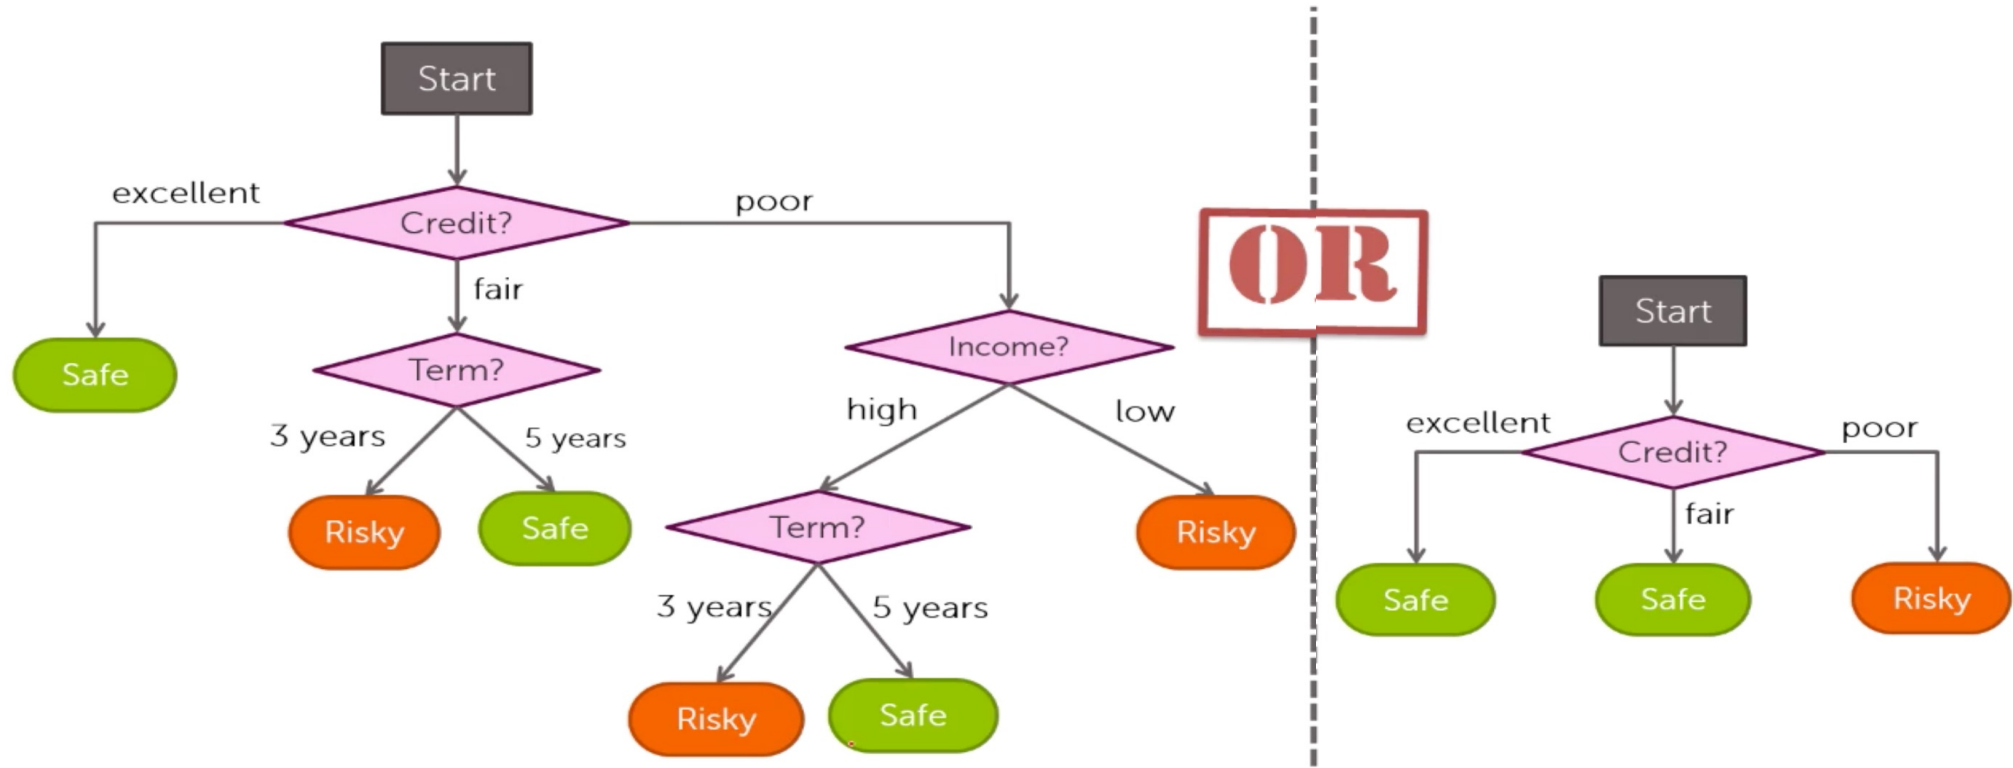 Start
excellent
Credit?
poor
fair
Safe
Term?
Income?
3 years
5 years
high
low
Risky
Safe
Term?
Risky
3 years
5 years
Risky
Safe
OR
Start
excellent
Credit?
poor
fair
Safe
Safe
Risky